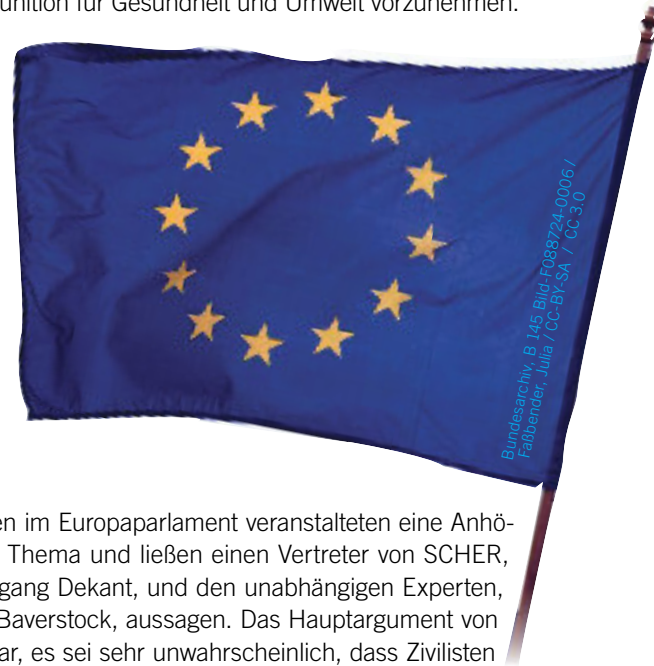 unition für Gesundheit und Umwelt vorzunehmen.
Bundesarchiv, B 145 Bild-F088724-0006 /
Faßbender, Julia / CC-BY-SA / CC 3.0
en im Europaparlament veranstalteten eine Anhö-
Thema und ließen einen Vertreter von SCHER,
gang Dekant, und den unabhängigen Experten,
Baverstock, aussagen. Das Hauptargument von
ar, es sei sehr unwahrscheinlich, dass Zivilisten